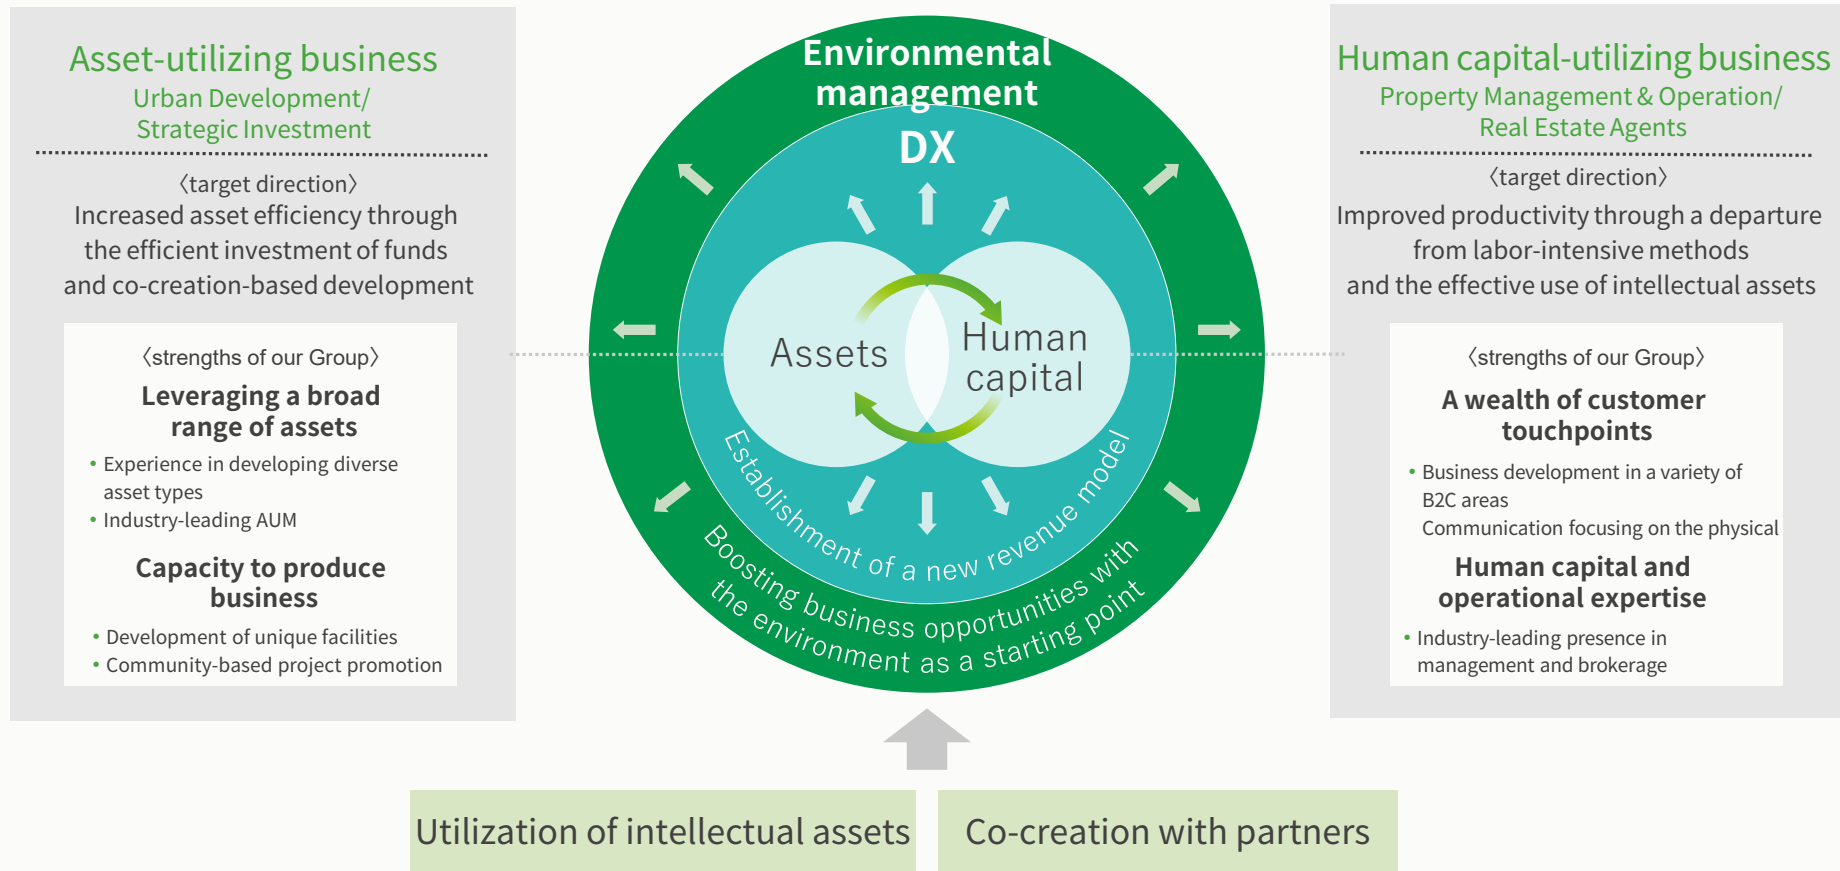 Asset-utilizing business
Urban Development/
Strategic Investment
〈target direction〉
Increased asset efficiency through
the efficient investment of funds
and co-creation-based development
〈strengths of our Group〉
Leveraging a broad
range of assets
• Experience in developing diverse
asset types
• Industry-leading AUM
Capacity to produce
business
• Development of unique facilities
• Community-based project promotion
Environmental
management
DX
Assets
Human
capital
Establishment of a new revenue model
Boosting business opportunities with
the environment as a starting point
Human capital-utilizing business
Property Management & Operation/
Real Estate Agents
〈target direction〉
Improved productivity through a departure
from labor-intensive methods
and the effective use of intellectual assets
〈strengths of our Group〉
A wealth of customer
touchpoints
• Business development in a variety of
B2C areas
Communication focusing on the physical
Human capital and
operational expertise
• Industry-leading presence in
management and brokerage
Utilization of intellectual assets
Co-creation with partners